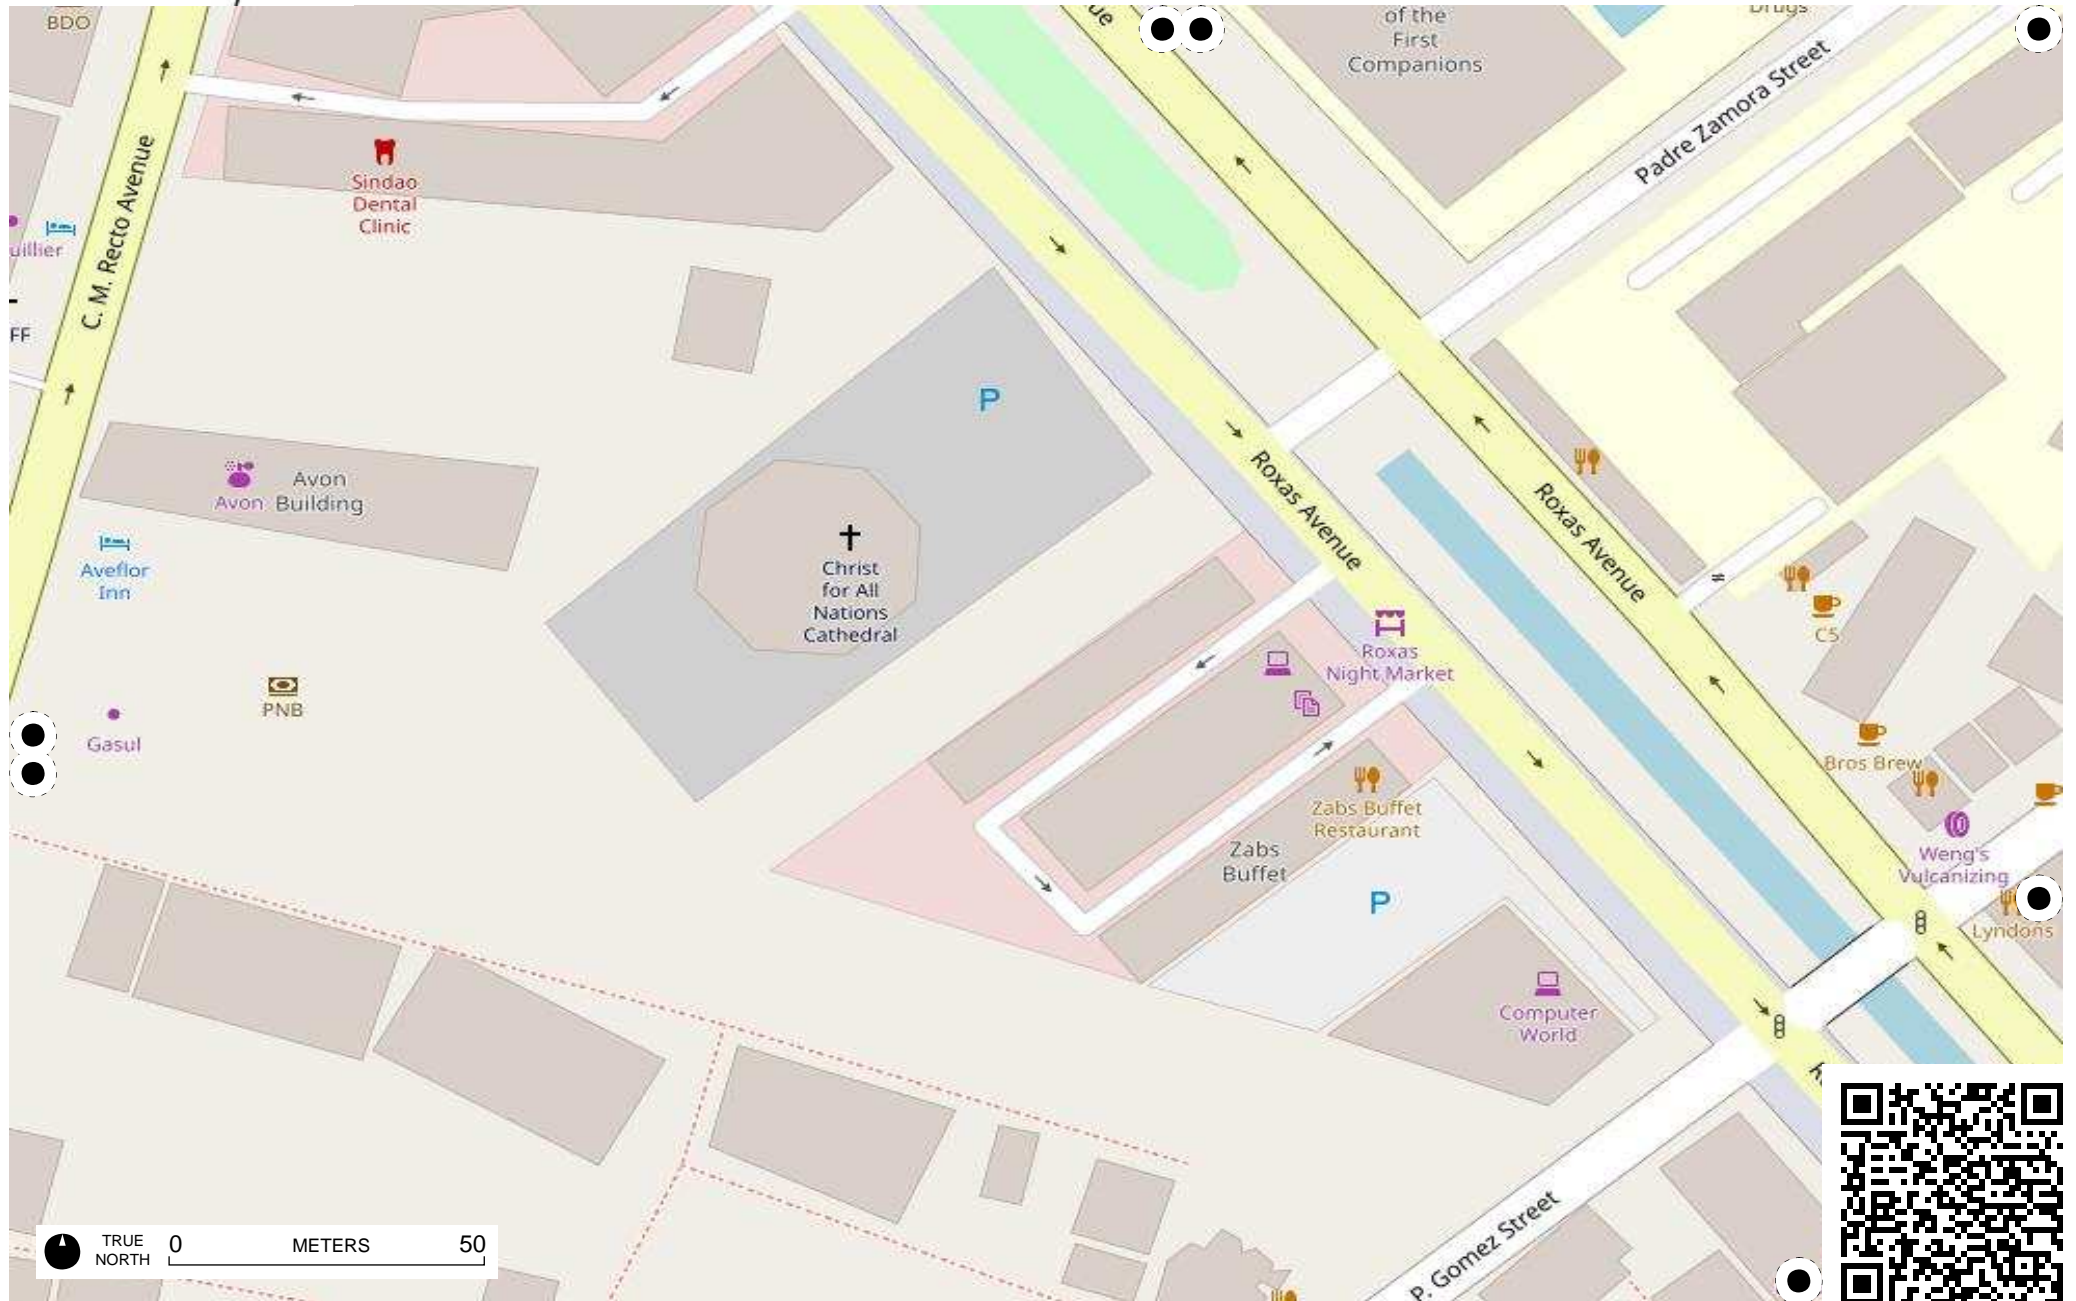 BDO
of the
First
Companions
Drugs
Padre Zamora Street
C. M. Recto Avenue
Sindao
Dental
Clinic
uillier
FF
P
Roxas Avenue
Roxas Avenue
Avon
Avon
Building
Aveflor
Inn
Christ
for All
Nations
Cathedral
PNB
Gasul
Roxas
Night Market
CS
Bros Brew
Zabs Buffet
Restaurant
Zabs
Buffet
P
Weng's
Vulcanizing
Lyndons
Computer
World
P. Gomez Street
TRUE
NORTH
0 METERS 50